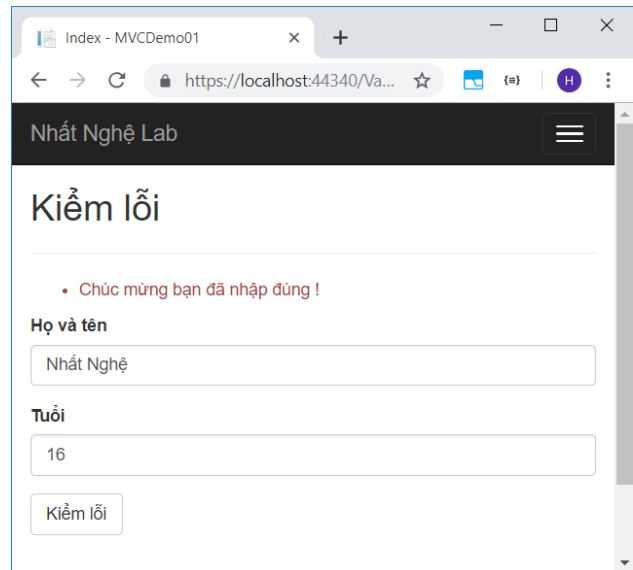 Index - MVCDemo01
https://localhost:44340/Va...
{=}
H
Nhất Nghệ Lab
Kiểm lỗi
Chúc mừng bạn đã nhập đúng !
Họ và tên
Nhất Nghệ
Tuổi
16
Kiểm lỗi